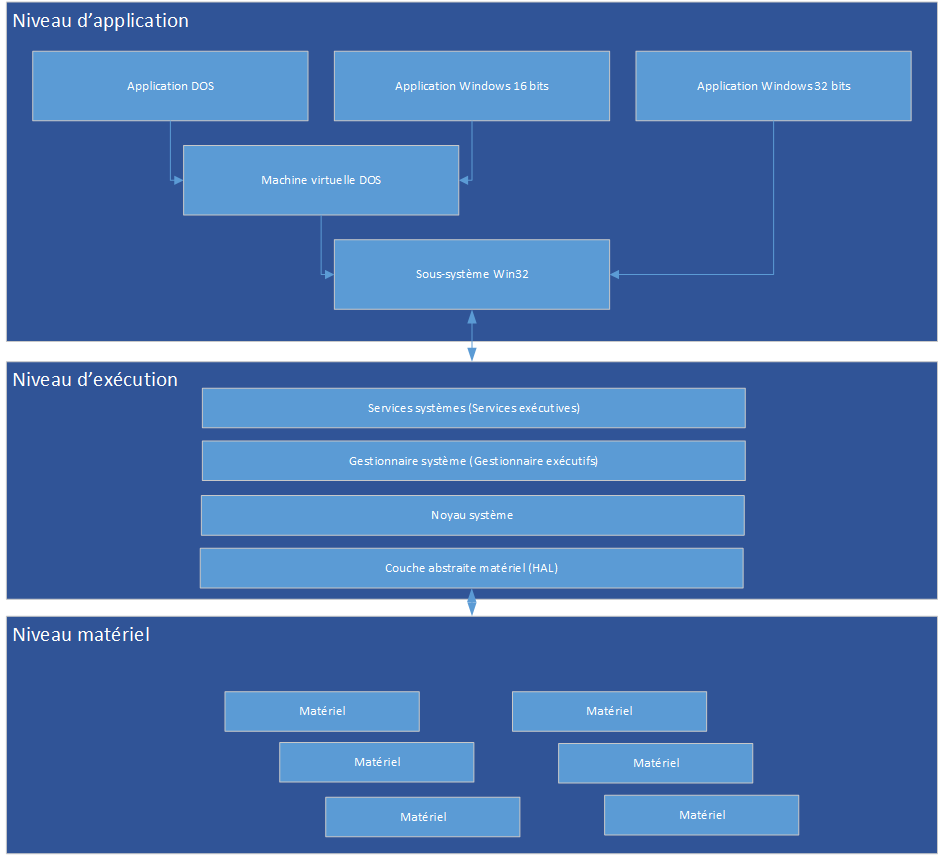 Niveau d’application
Application DOS
Application Windows 16 bits
Application Windows 32 bits
Machine virtuelle DOS
Sous-système Win32
Niveau d’exécution
Services systèmes (Services exécutives)
Gestionnaire système (Gestionnaire exécutifs)
Noyau système
Couche abstraite matériel (HAL)
Niveau matériel
Matériel
Matériel
Matériel
Matériel
Matériel
Matériel